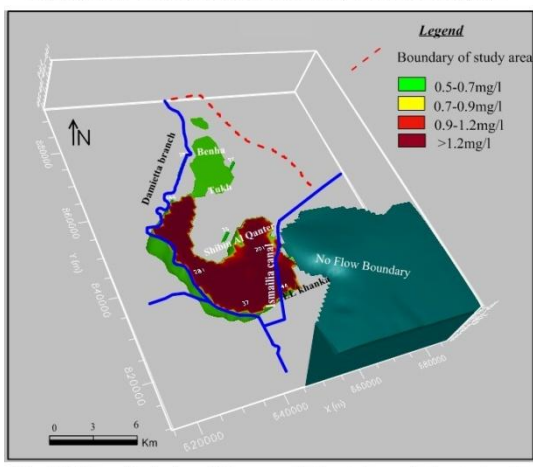 Legend
Boundary of study area
0.5-0.7mg/l
0.7-0.9mg/l
0.9-1.2mg/l
>1.2mg/l
N
Damietta branch
Benha
Tukh
Shibin Al Qanter
Ismailia canal
EL khanka
No Flow Boundary
37
Y (m)
860000
840000
820000
X (m)
620000
640000
660000
680000
0 3 6
Km